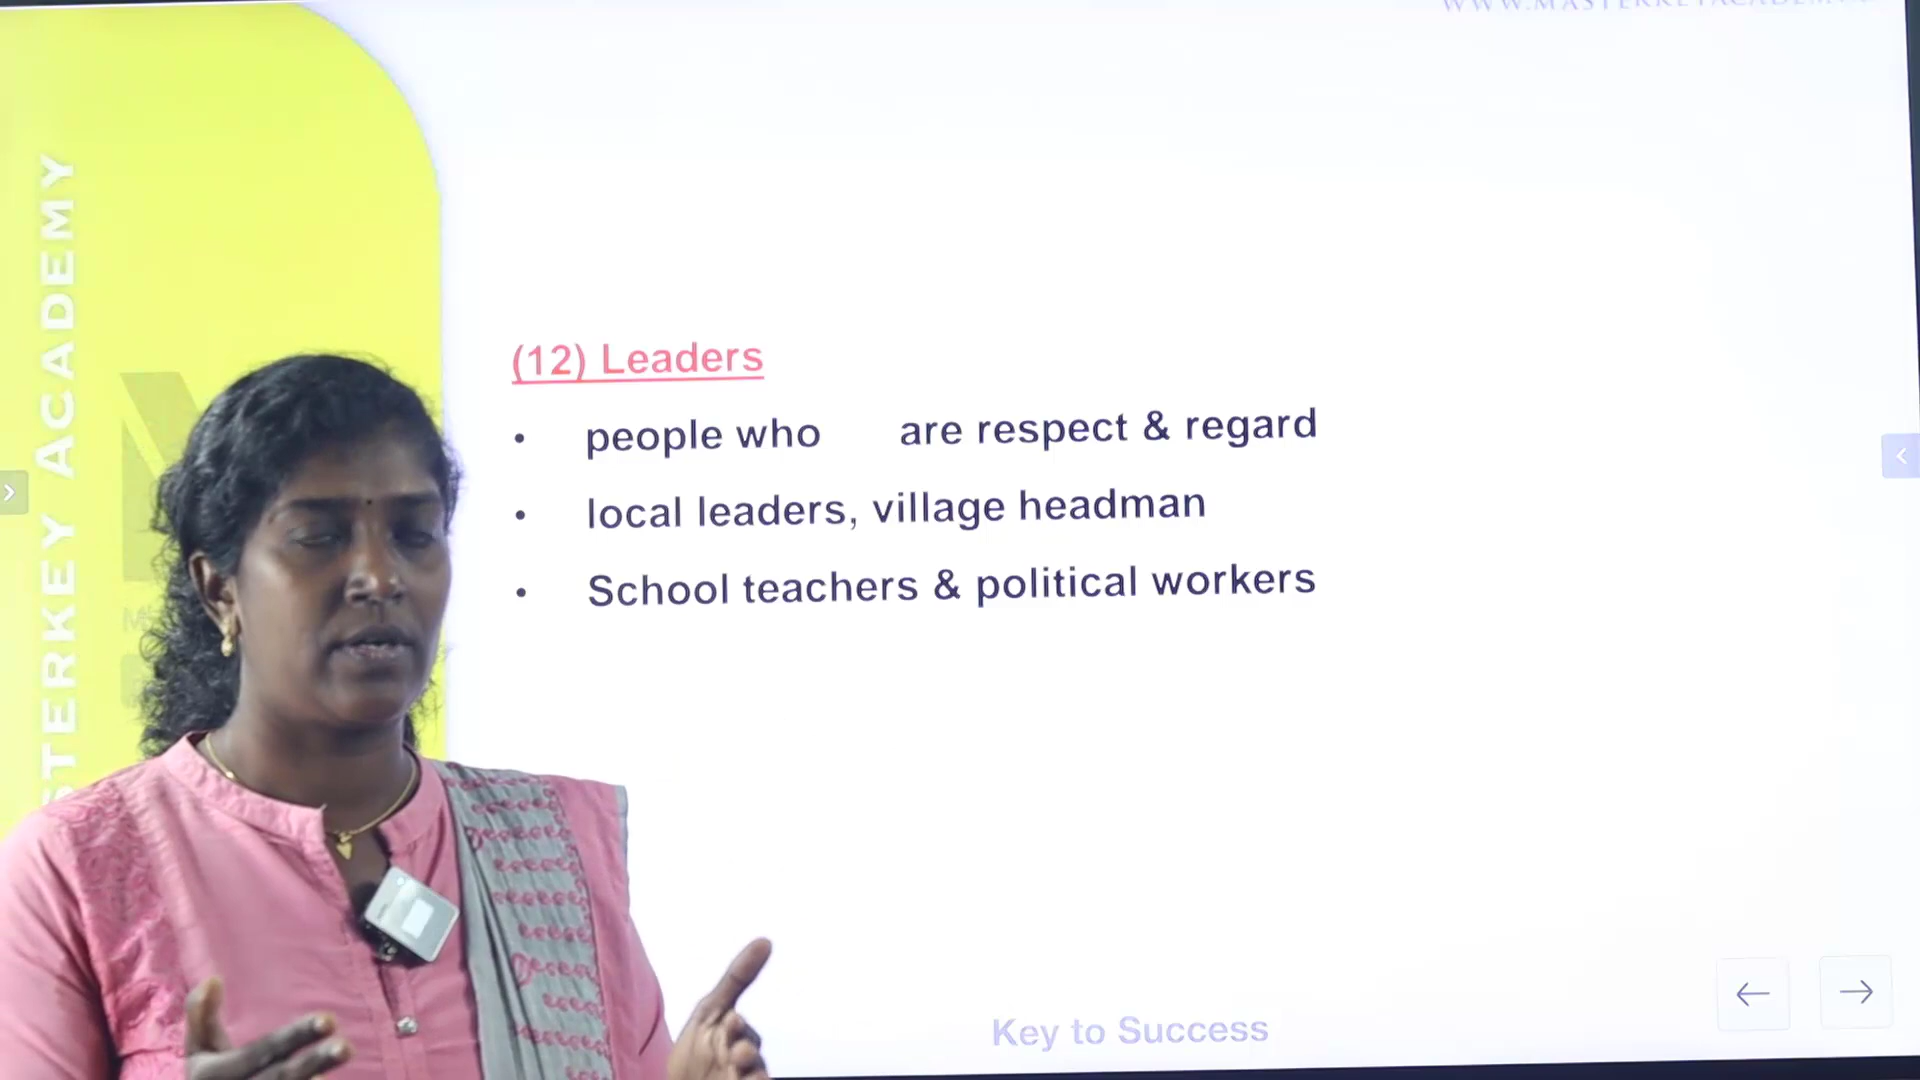 (12) Leaders
• people who are respect & regard
• local leaders, village headman
• School teachers & political workers
Key to Success
ACADEMY